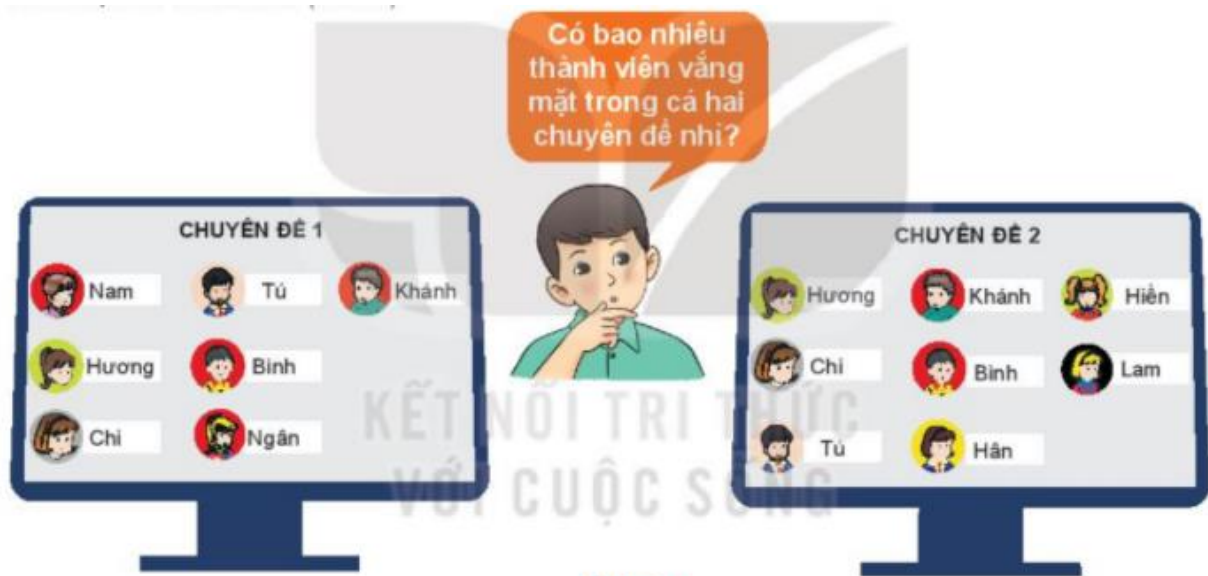 Có bao nhiêu
thành viên vắng
mặt trong cả hai
chuyên đề nhỉ?
CHUYÊN ĐỀ 1
Nam Tú Khánh
Hương Bình
Chi Ngân
CHUYÊN ĐỀ 2
Hương Khánh Hiền
Chi Bình Lam
Tú Hân
KẾT NỐI TRI THỨC
VỚI CUỘC SỐNG